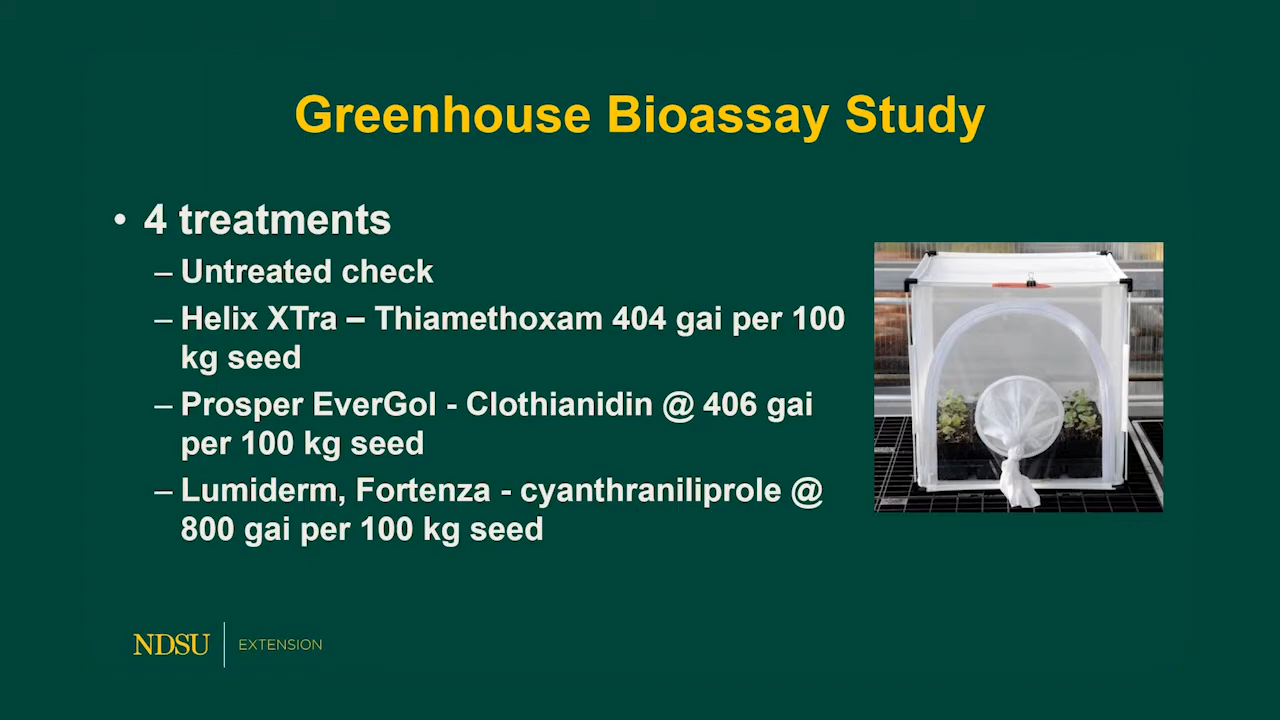 Greenhouse Bioassay Study
• 4 treatments
– Untreated check
– Helix XTra – Thiamethoxam 404 gai per 100
kg seed
– Prosper EverGol - Clothianidin @ 406 gai
per 100 kg seed
– Lumiderm, Fortenza - cyanthraniliprole @
800 gai per 100 kg seed
NDSU EXTENSION